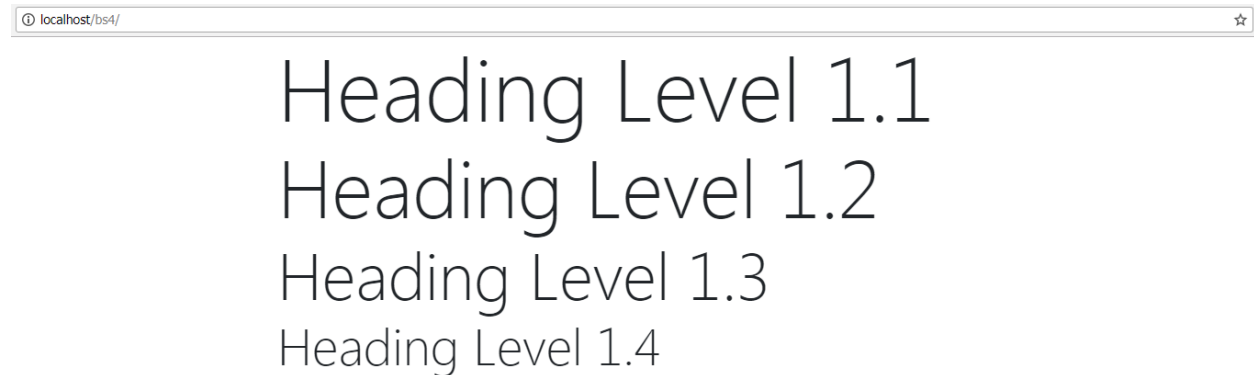 localhost/bs4/
Heading Level 1.1
Heading Level 1.2
Heading Level 1.3
Heading Level 1.4